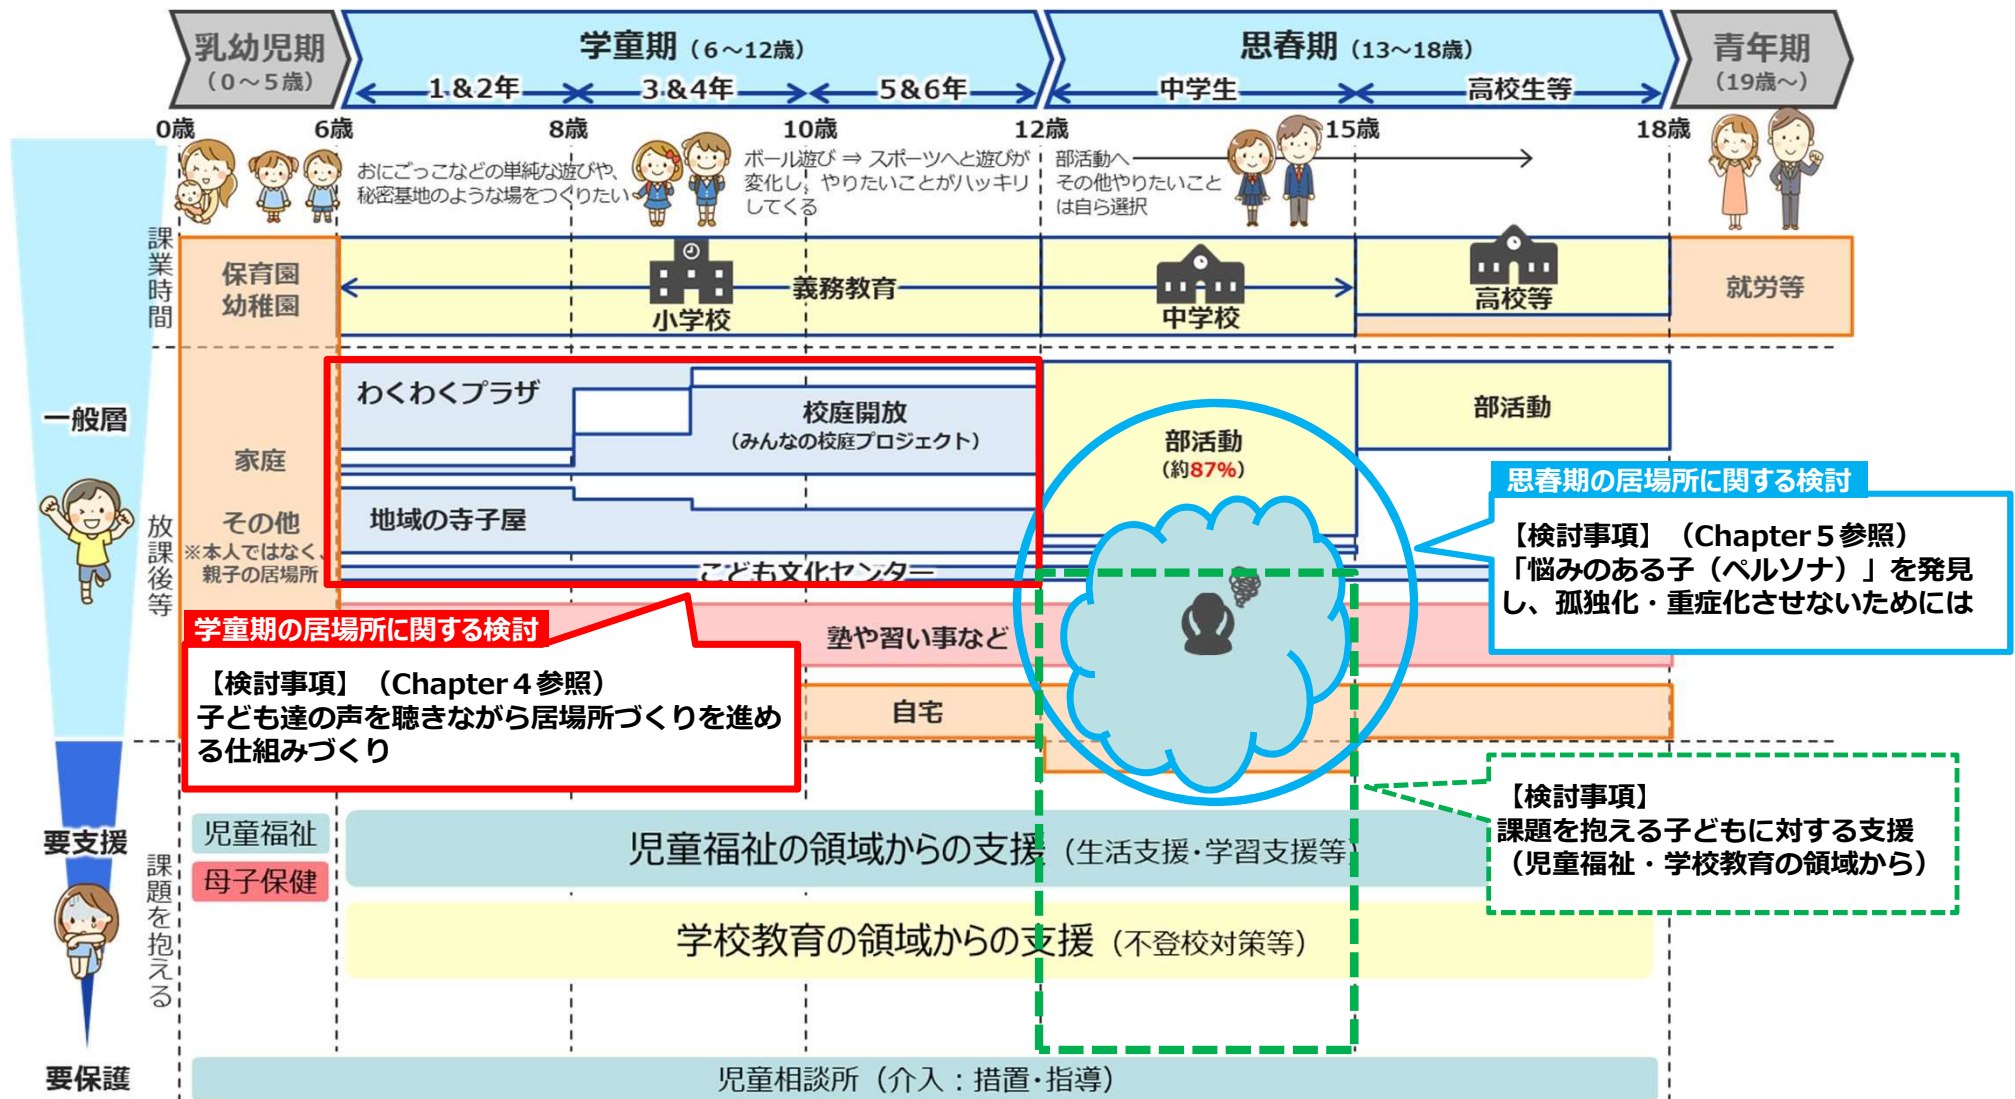 乳幼児期
（0～5歳）
学童期（6～12歳）
思春期（13～18歳）
青年期
（19歳～）
1&2年
3&4年
5&6年
中学生
高校生等
0歳
6歳
8歳
10歳
12歳
15歳
18歳
おにごっこなどの単純な遊びや、
秘密基地のような場をつくりたい
ボール遊び ⇒ スポーツへと遊びが
変化し、やりたいことがハッキリ
してくる
部活動へ
その他やりたいこと
は自ら選択
課業時間
保育園
幼稚園
義務教育
小学校
中学校
高校等
就労等
一般層
放課後等
家庭
その他
※本人ではなく、
親子の居場所
わくわくプラザ
校庭開放
（みんなの校庭プロジェクト）
地域の寺子屋
こども文化センター
部活動
（約87%）
部活動
思春期の居場所に関する検討
【検討事項】（Chapter５参照）
「悩みのある子（ペルソナ）」を発見
し、孤独化・重症化させないためには
学童期の居場所に関する検討
【検討事項】（Chapter４参照）
子ども達の声を聴きながら居場所づくりを進め
る仕組みづくり
塾や習い事など
自宅
【検討事項】
課題を抱える子どもに対する支援
（児童福祉・学校教育の領域から）
要支援
課題を抱える
児童福祉
母子保健
児童福祉の領域からの支援（生活支援・学習支援等）
学校教育の領域からの支援（不登校対策等）
要保護
児童相談所（介入：措置・指導）